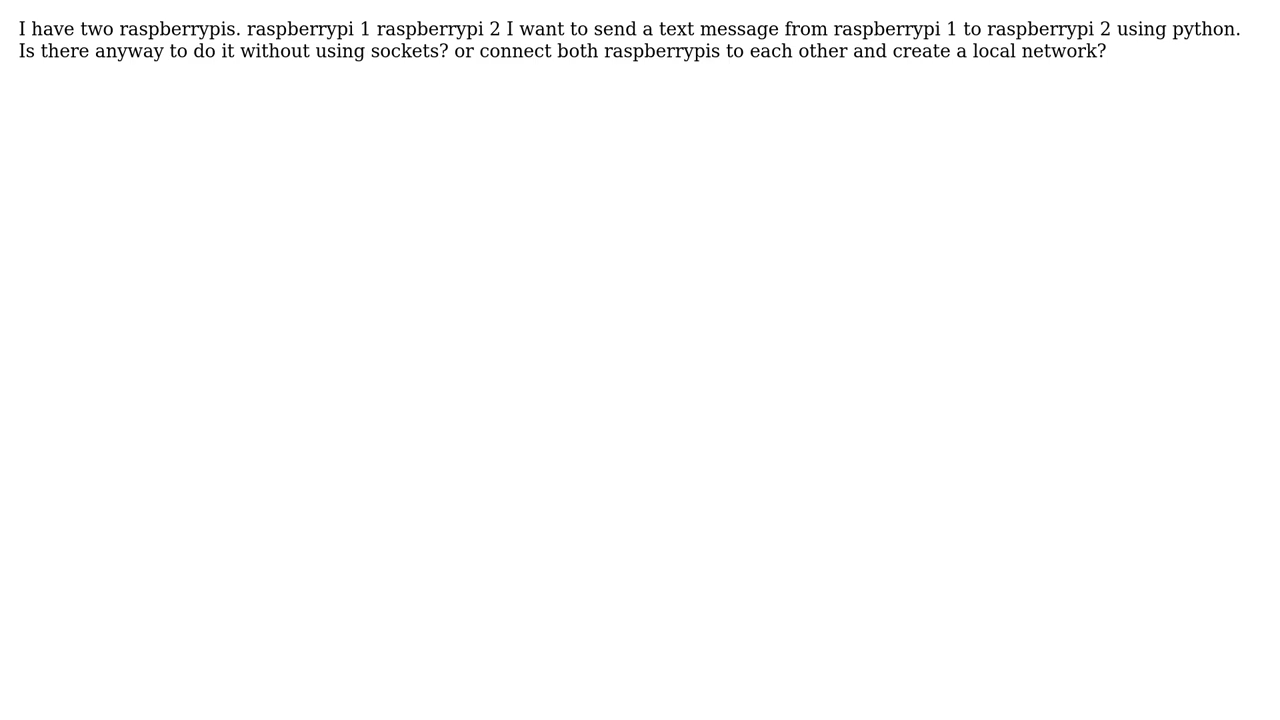 I have two raspberrypis. raspberrypi 1 raspberrypi 2 I want to send a text message from raspberrypi 1 to raspberrypi 2 using python.
Is there anyway to do it without using sockets? or connect both raspberrypis to each other and create a local network?